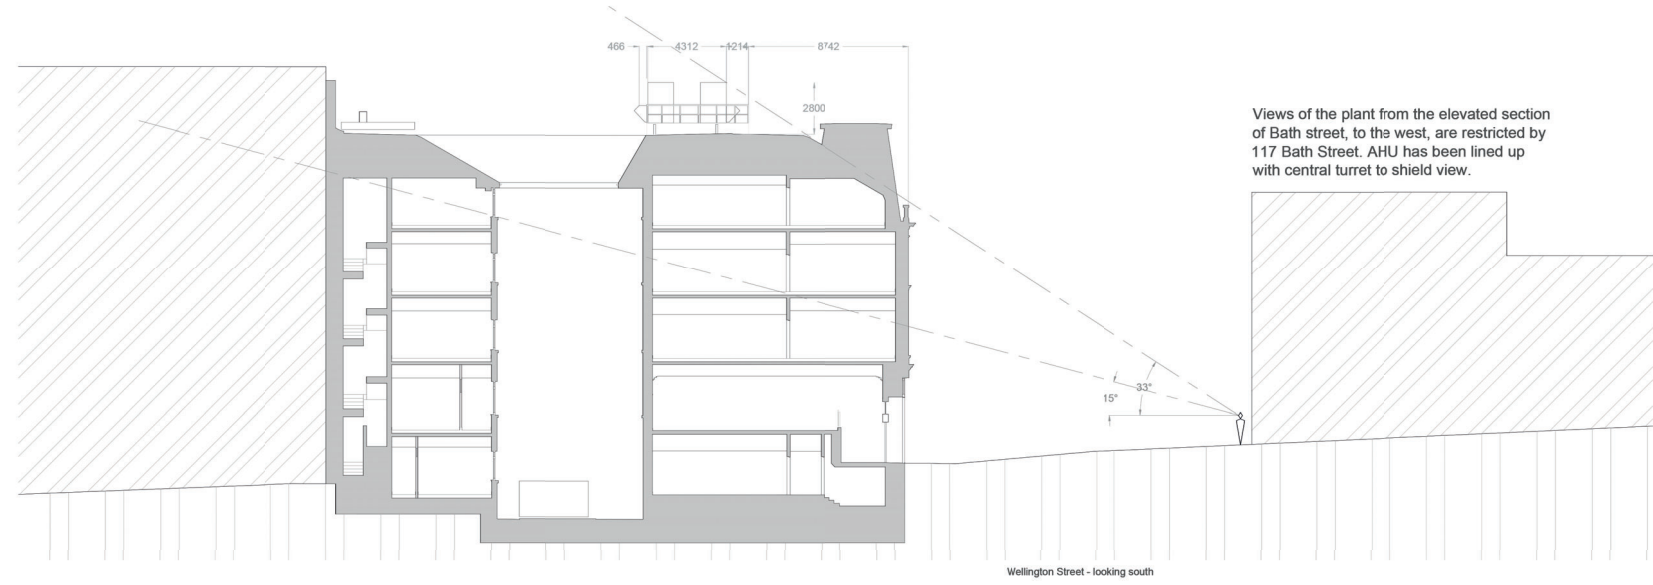 466
4312
1214
8742
2800
Views of the plant from the elevated section
of Bath street, to the west, are restricted by
117 Bath Street. AHU has been lined up
with central turret to shield view.
33°
15°
Wellington Street - looking south